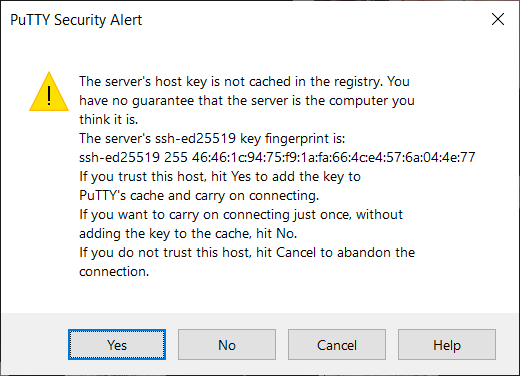 PuTTY Security Alert
The server's host key is not cached in the registry. You
have no guarantee that the server is the computer you
think it is.
The server's ssh-ed25519 key fingerprint is:
ssh-ed25519 255 46:46:1c:94:75:f9:1a:fa:66:4c:e4:57:6a:04:4e:77
If you trust this host, hit Yes to add the key to
PuTTY's cache and carry on connecting.
If you want to carry on connecting just once, without
adding the key to the cache, hit No.
If you do not trust this host, hit Cancel to abandon the
connection.
Yes No Cancel Help